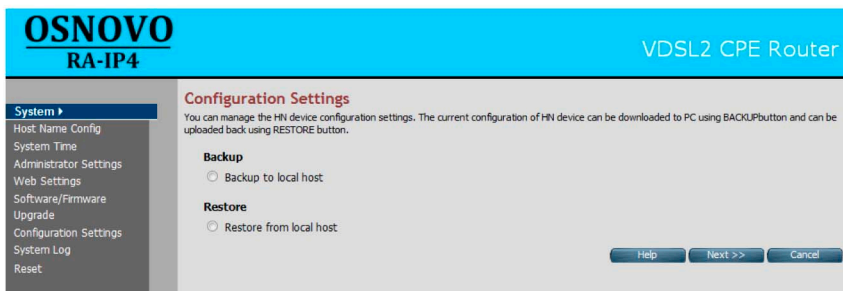 OSNOVO
RA-IP4
VDSL2 CPE Router
System
Host Name Config
System Time
Administrator Settings
Web Settings
Software/Firmware
Upgrade
Configuration Settings
System Log
Reset
Configuration Settings
You can manage the HN device configuration settings. The current configuration of HN device can be downloaded to PC using BACKUPbutton and can be
uploaded back using RESTORE button.
Backup
Backup to local host
Restore
Restore from local host
Help Next >> Cancel